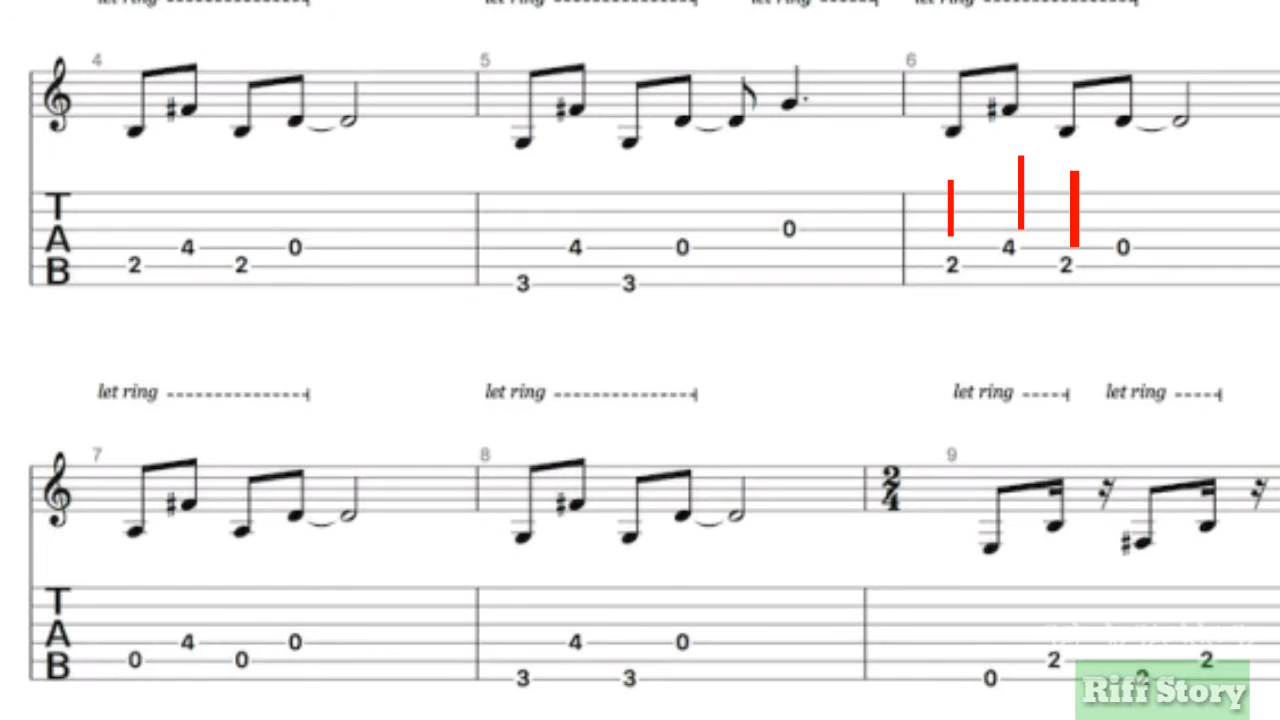 let ring let ring let ring let ring
4 5 6
T
A
B
2 4 2 0 3 4 3 0 0 2 4 2 0
let ring let ring let ring let ring
7 8 9
2
4
T
A
B
0 4 0 0 3 4 3 0 0 2 2 2
Riff Story